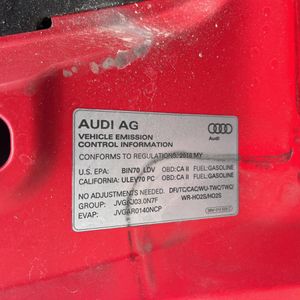 AUDI AG
VEHICLE EMISSION
CONTROL INFORMATION
Audi
CONFORMS TO REGULATIONS: 2018 MY
U.S. EPA: BIN70 LDV OBD: CA II FUEL: GASOLINE
CALIFORNIA: ULEV70 PC OBD: CA II FUEL: GASOLINE
NO ADJUSTMENTS NEEDED. DFI/TC/CAC/WU-TWC/TWC/
GROUP: JVGAJ03.0N7F WR-HO2S/HO2S
EVAP: JVGAR0140NCP